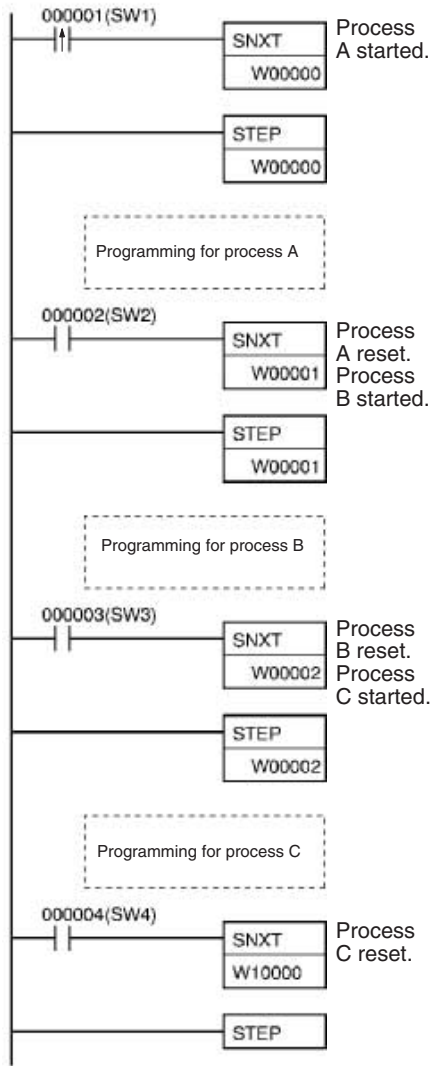 000001(SW1)
SNXT
W00000
Process
A started.
STEP
W00000
Programming for process A
000002(SW2)
SNXT
W00001
Process
A reset.
Process
B started.
STEP
W00001
Programming for process B
000003(SW3)
SNXT
W00002
Process
B reset.
Process
C started.
STEP
W00002
Programming for process C
000004(SW4)
SNXT
W10000
Process
C reset.
STEP